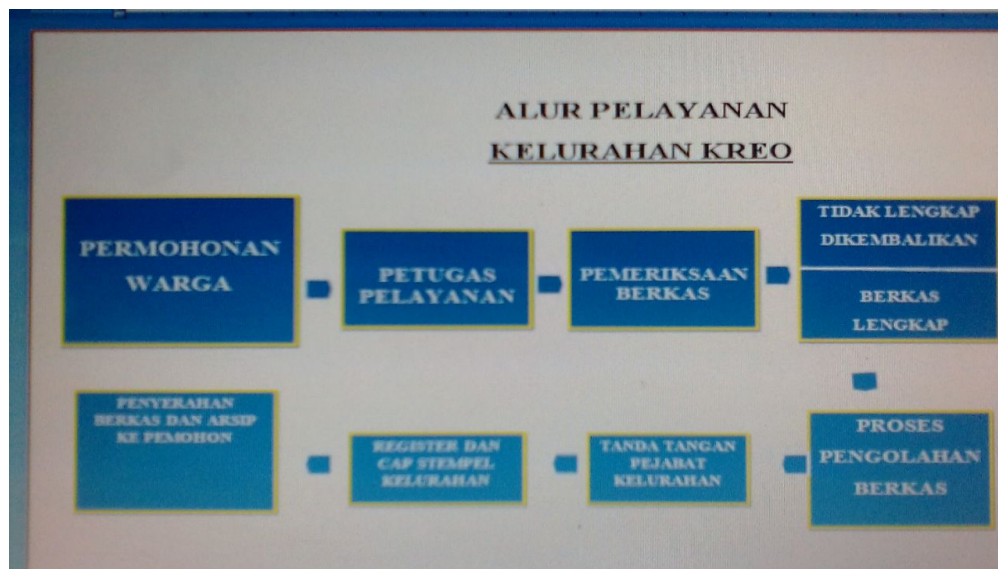 ALUR PELAYANAN
KELURAHAN KREO
PERMOHONAN
WARGA
PETUGAS
PELAYANAN
PEMERIKSAAN
BERKAS
TIDAK LENGKAP
DIKEMBALIKAN
BERKAS
LENGKAP
PROSES
PENGOLAHAN
BERKAS
TANDA TANGAN
PEJABAT
KELURAHAN
REGISTER DAN
CAP STEMPEL
KELURAHAN
PENYERAHAN
BERKAS DAN ARSIP
KE PEMOHON